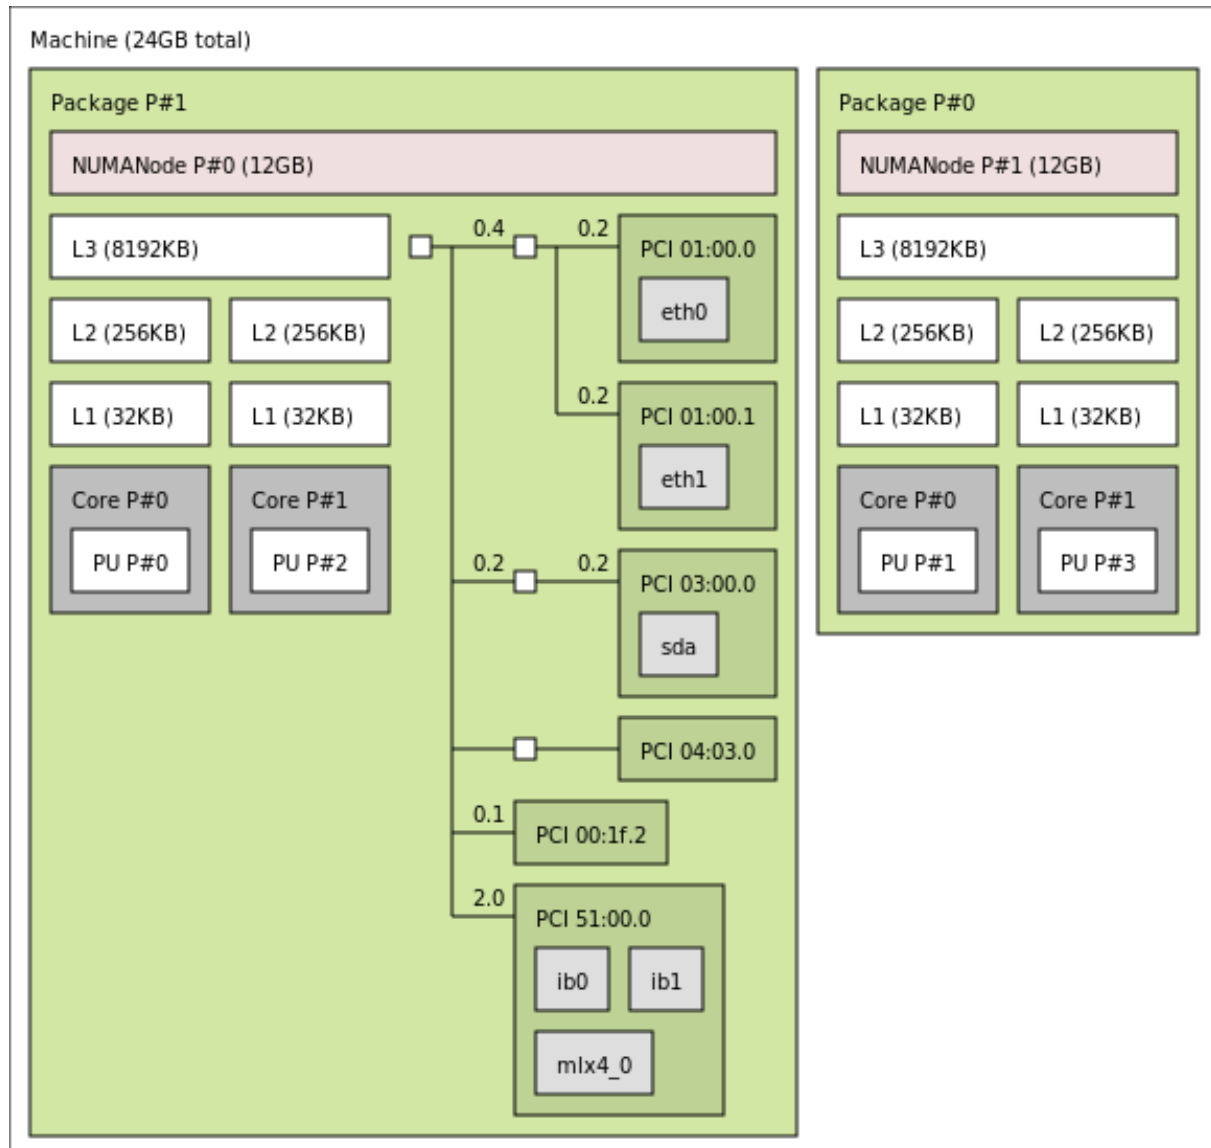 Machine (24GB total)
Package P#1
NUMANode P#0 (12GB)
L3 (8192KB)
L2 (256KB)
L2 (256KB)
L1 (32KB)
L1 (32KB)
Core P#0
PU P#0
Core P#1
PU P#2
0.4
0.2
PCI 01:00.0
eth0
0.2
PCI 01:00.1
eth1
0.2
0.2
PCI 03:00.0
sda
PCI 04:03.0
0.1
PCI 00:1f.2
2.0
PCI 51:00.0
ib0
ib1
mlx4_0
Package P#0
NUMANode P#1 (12GB)
L3 (8192KB)
L2 (256KB)
L2 (256KB)
L1 (32KB)
L1 (32KB)
Core P#0
PU P#1
Core P#1
PU P#3